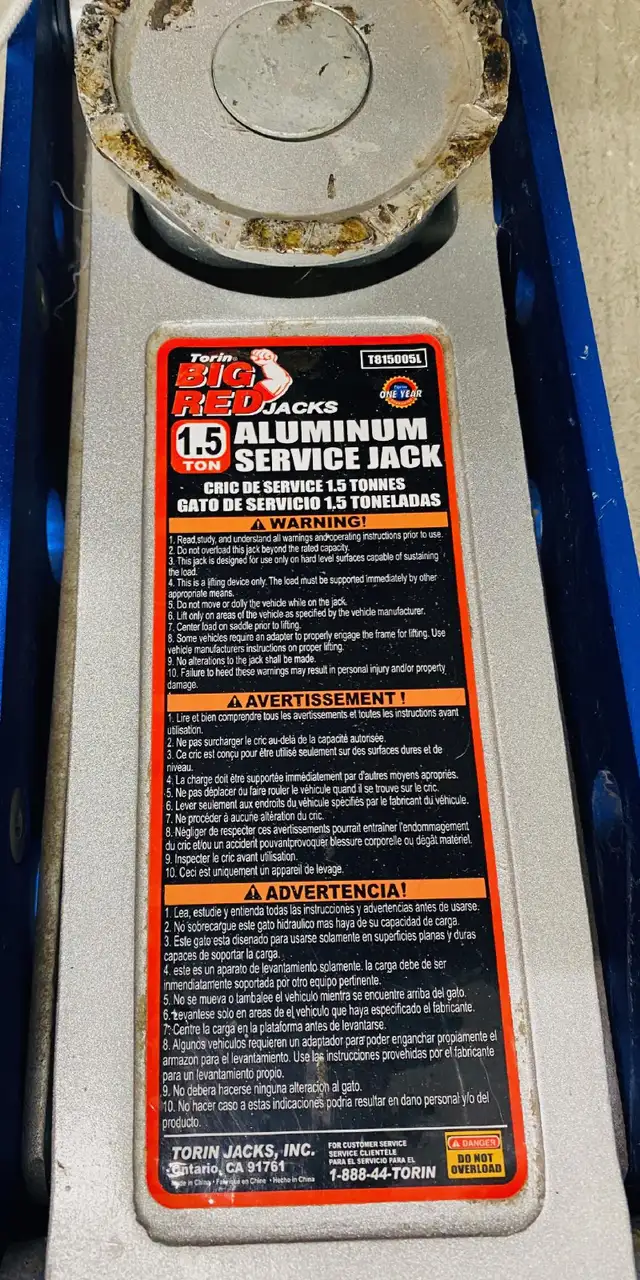 Torin®
BIG
RED JACKS
T815005L
Torin
ONE YEAR
1.5
TON
ALUMINUM
SERVICE JACK
CRIC DE SERVICE 1.5 TONNES
GATO DE SERVICIO 1.5 TONELADAS
WARNING!
1. Read,study, and understand all warnings and operating instructions prior to use.
2. Do not overload this jack beyond the rated capacity.
3. This jack is designed for use only on hard level surfaces capable of sustaining
the load.
4. This is a lifting device only. The load must be supported immediately by other
appropriate means.
5. Do not move or dolly the vehicle while on the jack.
6. Lift only on areas of the vehicle as specified by the vehicle manufacturer.
7. Center load on saddle prior to lifting.
8. Some vehicles require an adapter to properly engage the frame for lifting. Use
vehicle manufacturers instructions on proper lifting.
9. No alterations to the jack shall be made.
10. Failure to heed these warnings may result in personal injury and/or property
damage.
AVERTISSEMENT !
1. Lire et bien comprendre tous les avertissements et toutes les instructions avant
utilisation.
2. Ne pas surcharger le cric au-delà de la capacité autorisée.
3. Ce cric est conçu pour être utilisé seulement sur des surfaces dures et de
niveau.
4. La charge doit être supportée immédiatement par d'autres moyens apropriés.
5. Ne pas déplacer du faire rouler le véhicule quand il se trouve sur le cric.
6. Lever seulement aux endroits du véhicule spécifiés par le fabricant du véhicule.
7. Ne procéder à aucune altération du cric.
8. Négliger de respecter ces avertissements pourrait entraîner l'endommagement
du cric et/ou un accident pouvantprovoquer blessure corporelle ou dégât matériel.
9. Inspecter le cric avant utilisation.
10. Ceci est uniquement un appareil de levage.
ADVERTENCIA!
1. Lea, estudie y entienda todas las instrucciones y advertencias antes de usarse.
2. No sobrecargue este gato hidraulico mas haya de su capacidad de carga.
3. Este gato esta disenado para usarse solamente en superficies planas y duras
capaces de soportar la carga.
4. este es un aparato de levantamiento solamente. la carga debe de ser
inmendiatamente soportada por otro equipo pertinente.
5. No se mueva o tambalee el vehiculo mientra se encuentre arriba del gato.
6. Levantese solo en areas de el vehiculo que haya especificado el fabricante.
7. Centre la carga en la plataforma antes de levantarse.
8. Algunos vehiculos requieren un adaptador para poder enganchar propiamente el
armazon para el levantamiento. Use las instrucciones provehidas por el fabricante
para un levantamiento propio.
9. No debera hacerse ninguna alteracion al gato.
10. No hacer caso a estas indicaciones podria resultar en dano personal y/o del
producto.
TORIN JACKS, INC.
Ontario, CA 91761
Made in China • Fabriqué en Chine • Hecho in China
FOR CUSTOMER SERVICE
SERVICE CLIENTÈLE
PARA EL SERVICIO PARA EL
1-888-44-TORIN
DANGER
DO NOT
OVERLOAD